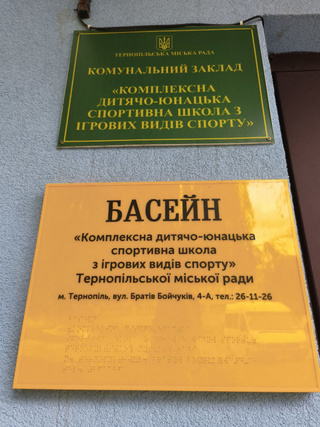 ТЕРНОПІЛЬСЬКА МІСЬКА РАДА
КОМУНАЛЬНИЙ ЗАКЛАД
«КОМПЛЕКСНА
ДИТЯЧО-ЮНАЦЬКА
СПОРТИВНА ШКОЛА З
ІГРОВИХ ВИДІВ СПОРТУ»
БАСЕЙН
«Комплексна дитячо-юнацька
спортивна школа
з ігрових видів спорту»
Тернопільської міської ради
м. Тернопіль, вул. Братів Бойчуків, 4-А, тел.: 26-11-26